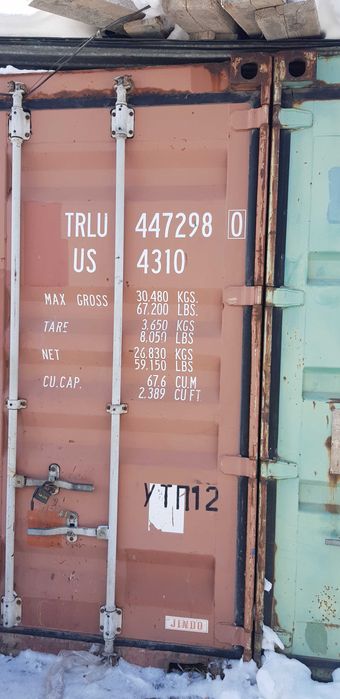 TRLU 447298 0
US 4310
MAX GROSS 30.480 KGS.
67.200 LBS.
TARE 3.650 KGS
8.050 LBS
NET 26.830 KGS
59.150 LBS
CU.CAP. 67.6 CU.M
2.389 CU FT
УТП12
JINDO